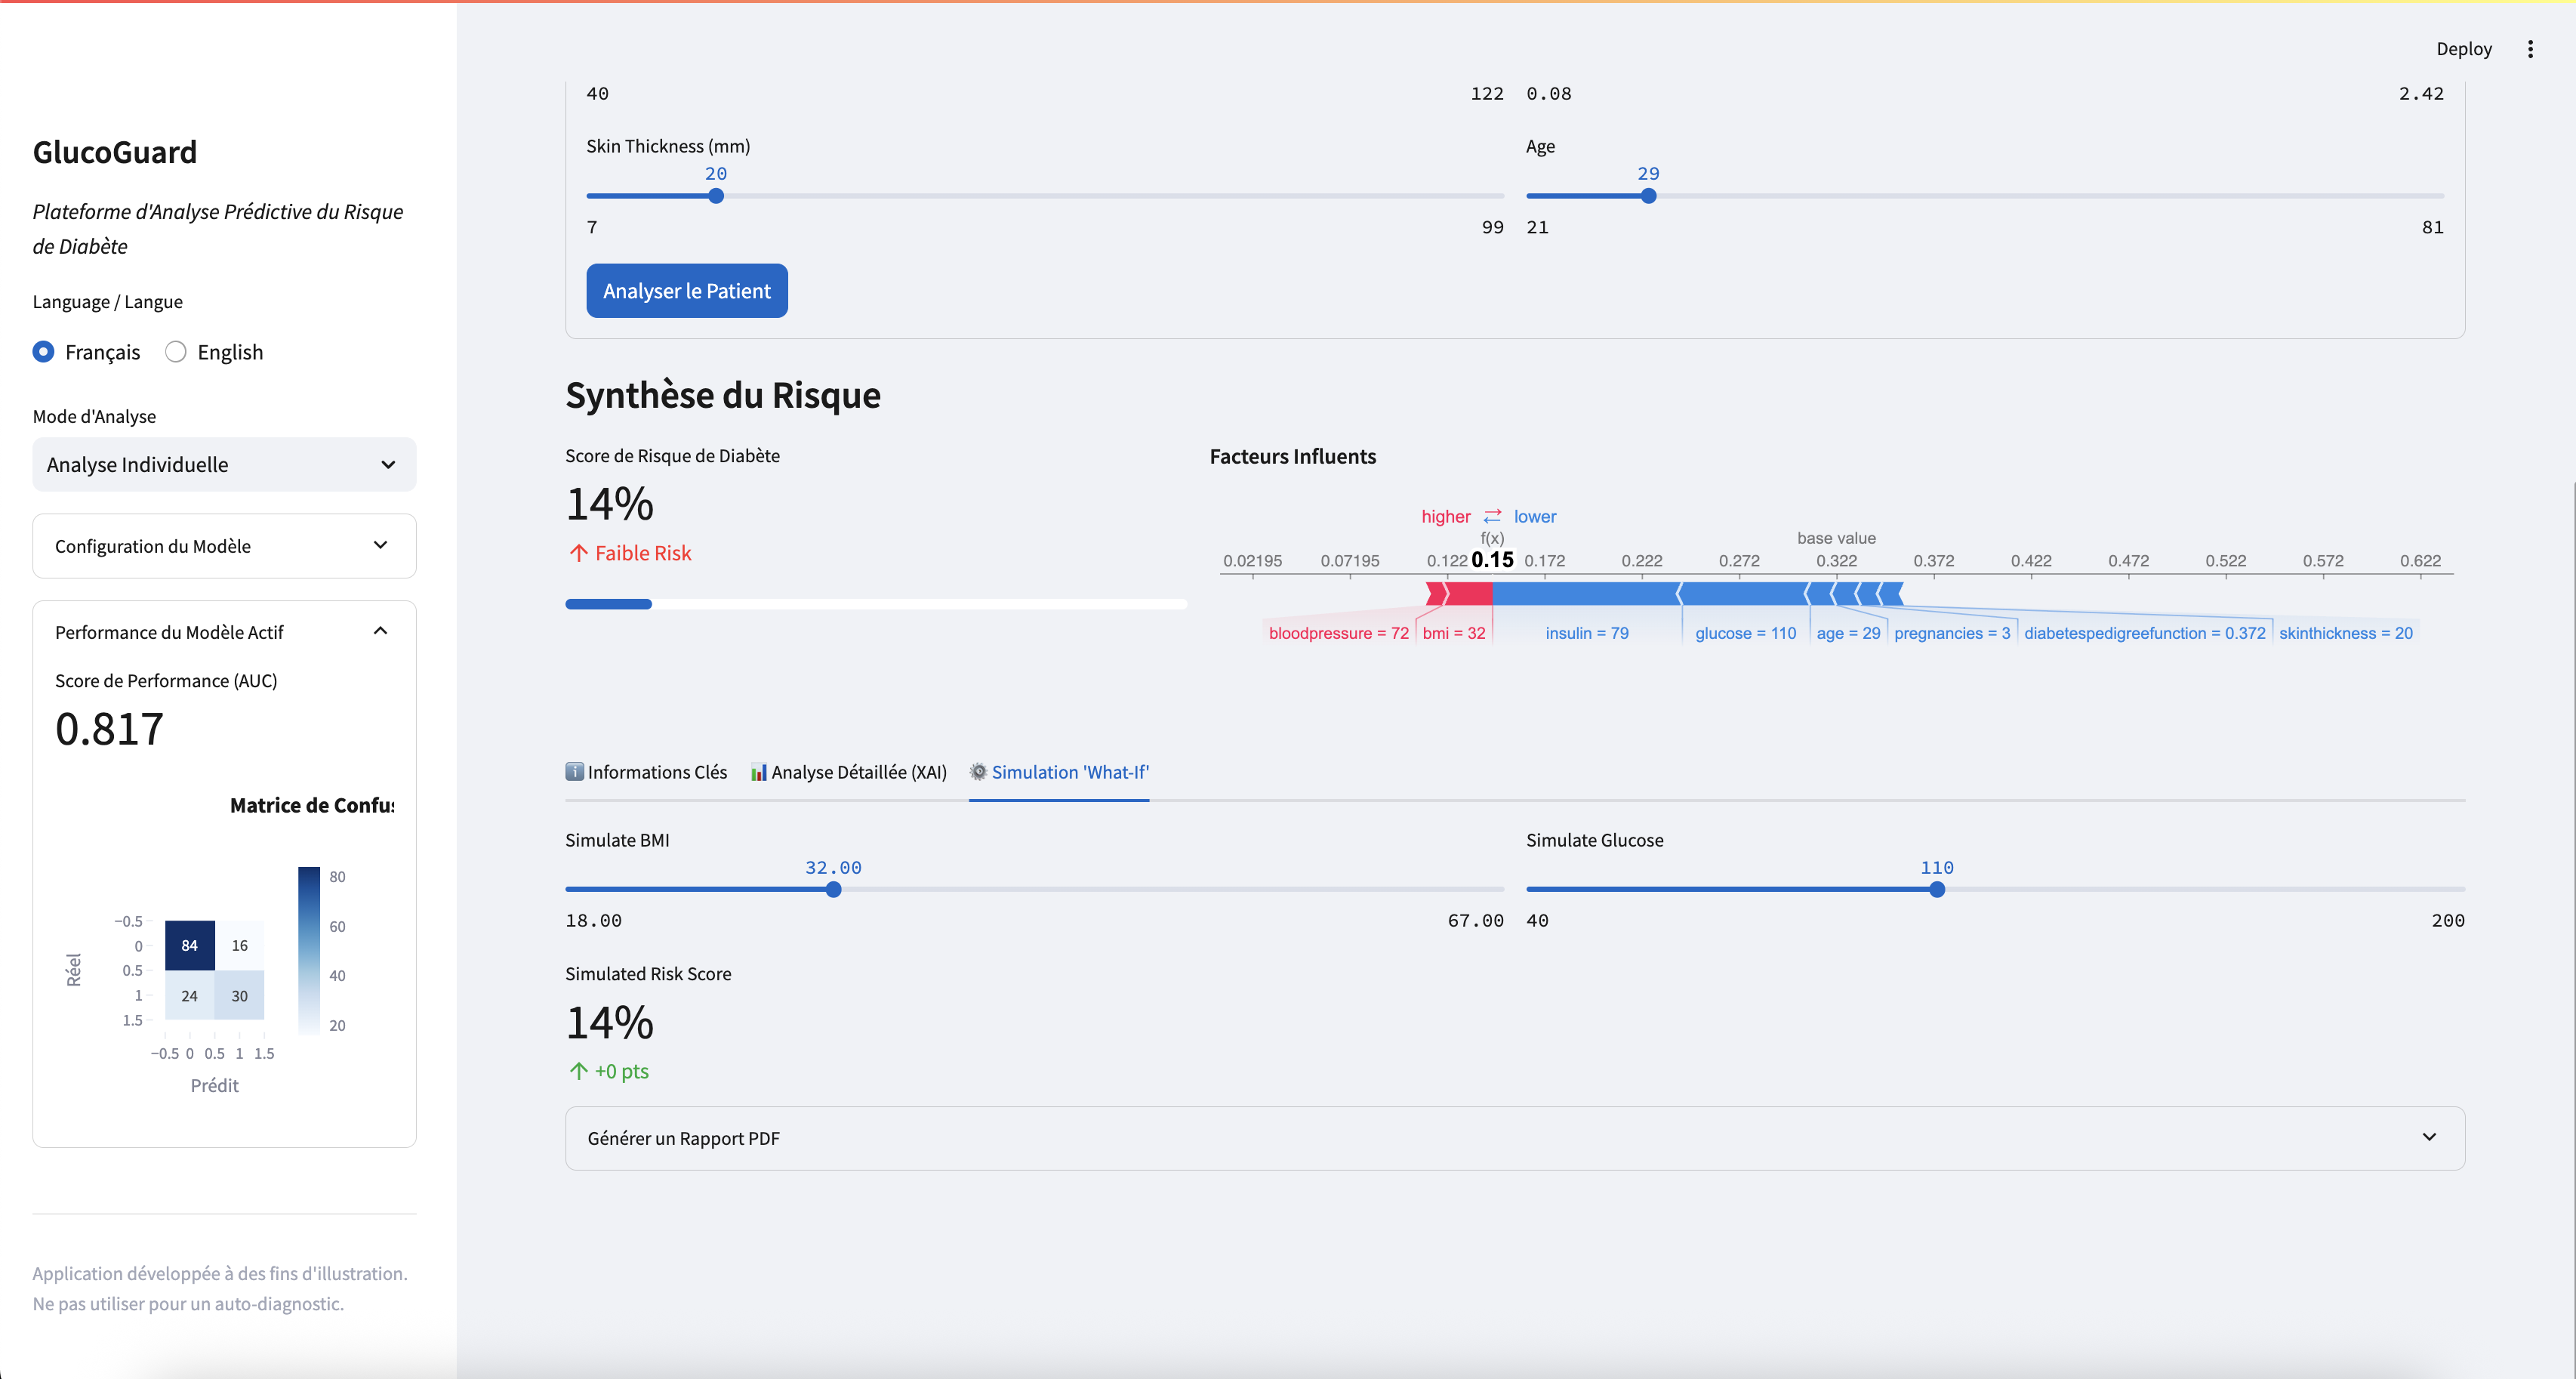 Deploy
GlucoGuard
Plateforme d'Analyse Prédictive du Risque
de Diabète
Language / Langue
Français English
Mode d'Analyse
Analyse Individuelle
Configuration du Modèle
Performance du Modèle Actif
Score de Performance (AUC)
0.817
Matrice de Confus
80
60
40
20
−0.5
0
0.5
1
1.5
Réel
84 16
24 30
−0.5 0 0.5 1 1.5
Prédit
Application développée à des fins d'illustration.
Ne pas utiliser pour un auto-diagnostic.
40 122 0.08 2.42
Skin Thickness (mm) Age
20 29
7 99 21 81
Analyser le Patient
Synthèse du Risque
Score de Risque de Diabète
14%
↑ Faible Risk
Facteurs Influents
higher ⇄ lower
f(x) base value
0.02195 0.07195 0.122 0.15 0.172 0.222 0.272 0.322 0.372 0.422 0.472 0.522 0.572 0.622
bloodpressure = 72 bmi = 32 insulin = 79 glucose = 110 age = 29 pregnancies = 3 diabetespedigreefunction = 0.372 skinthickness = 20
Informations Clés Analyse Détaillée (XAI) Simulation 'What-If'
Simulate BMI Simulate Glucose
32.00 110
18.00 67.00 40 200
Simulated Risk Score
14%
↑ +0 pts
Générer un Rapport PDF